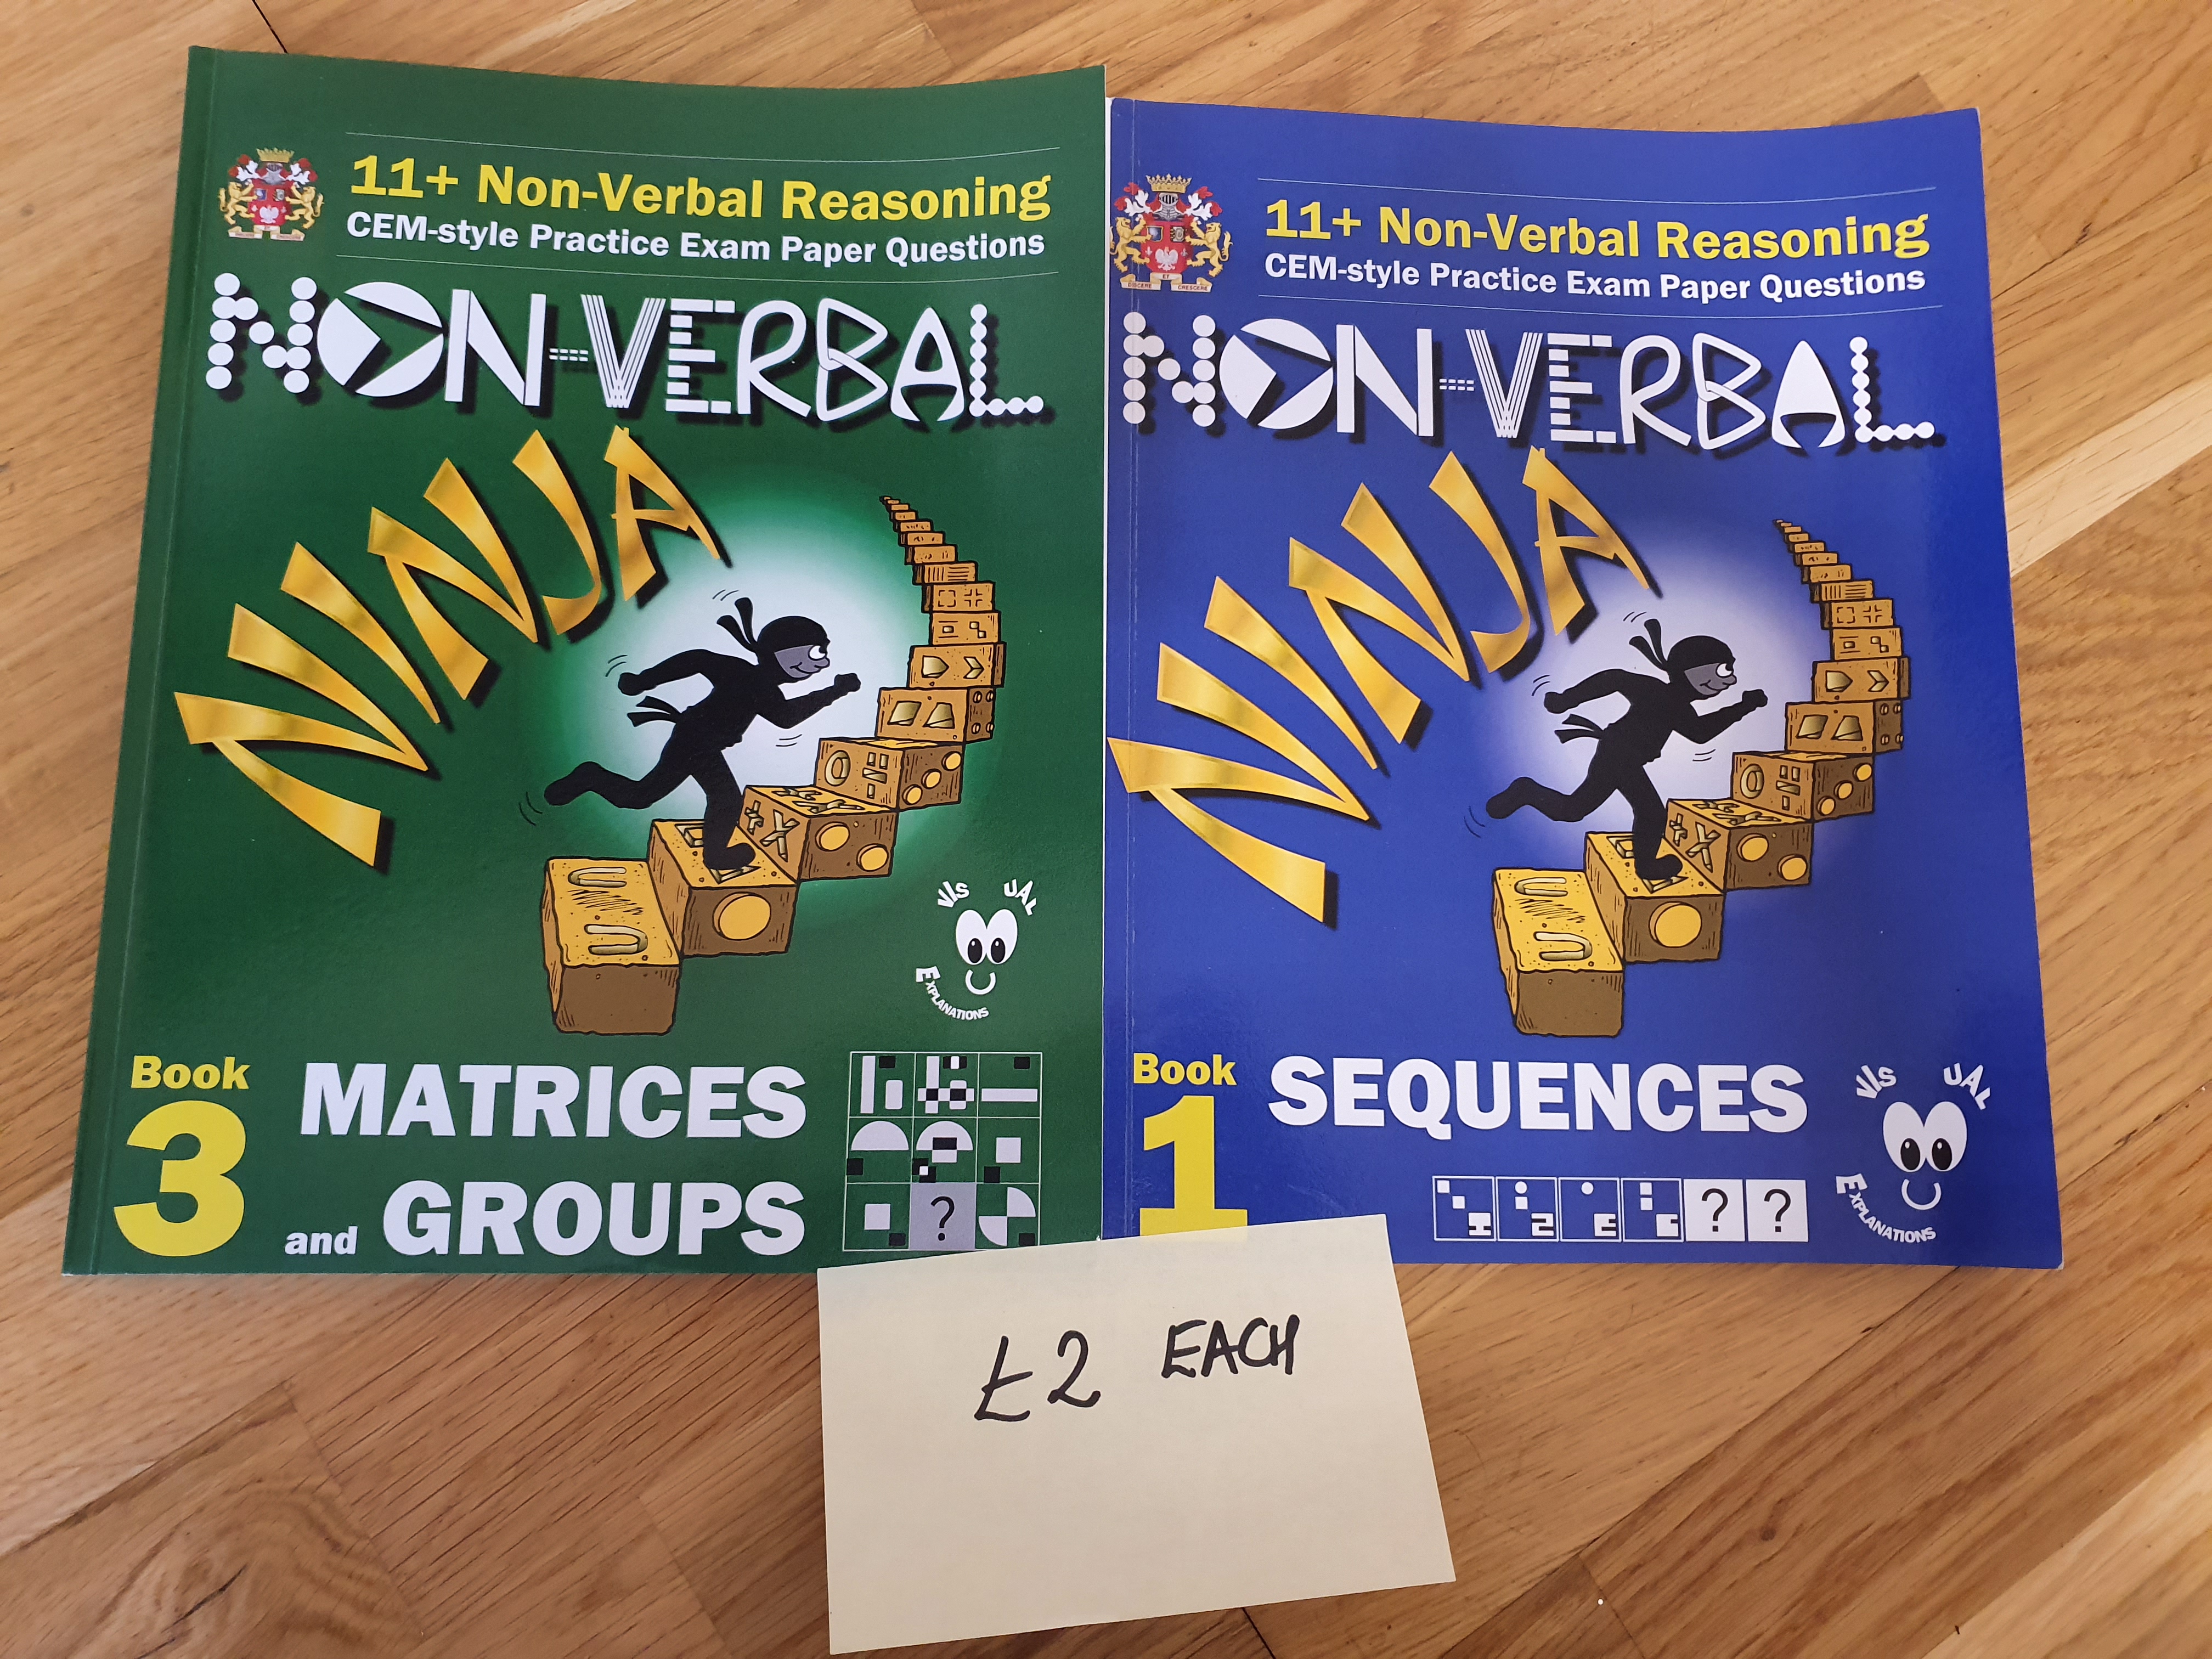 11+ Non-Verbal Reasoning
CEM-style Practice Exam Paper Questions
NON-VERBAL
NINJA
VISUAL
EXPLANATIONS
Book
3
MATRICES
and GROUPS
?
11+ Non-Verbal Reasoning
CEM-style Practice Exam Paper Questions
NON-VERBAL
NINJA
Book
1
SEQUENCES
? ?
VISUAL
EXPLANATIONS
£2 EACH